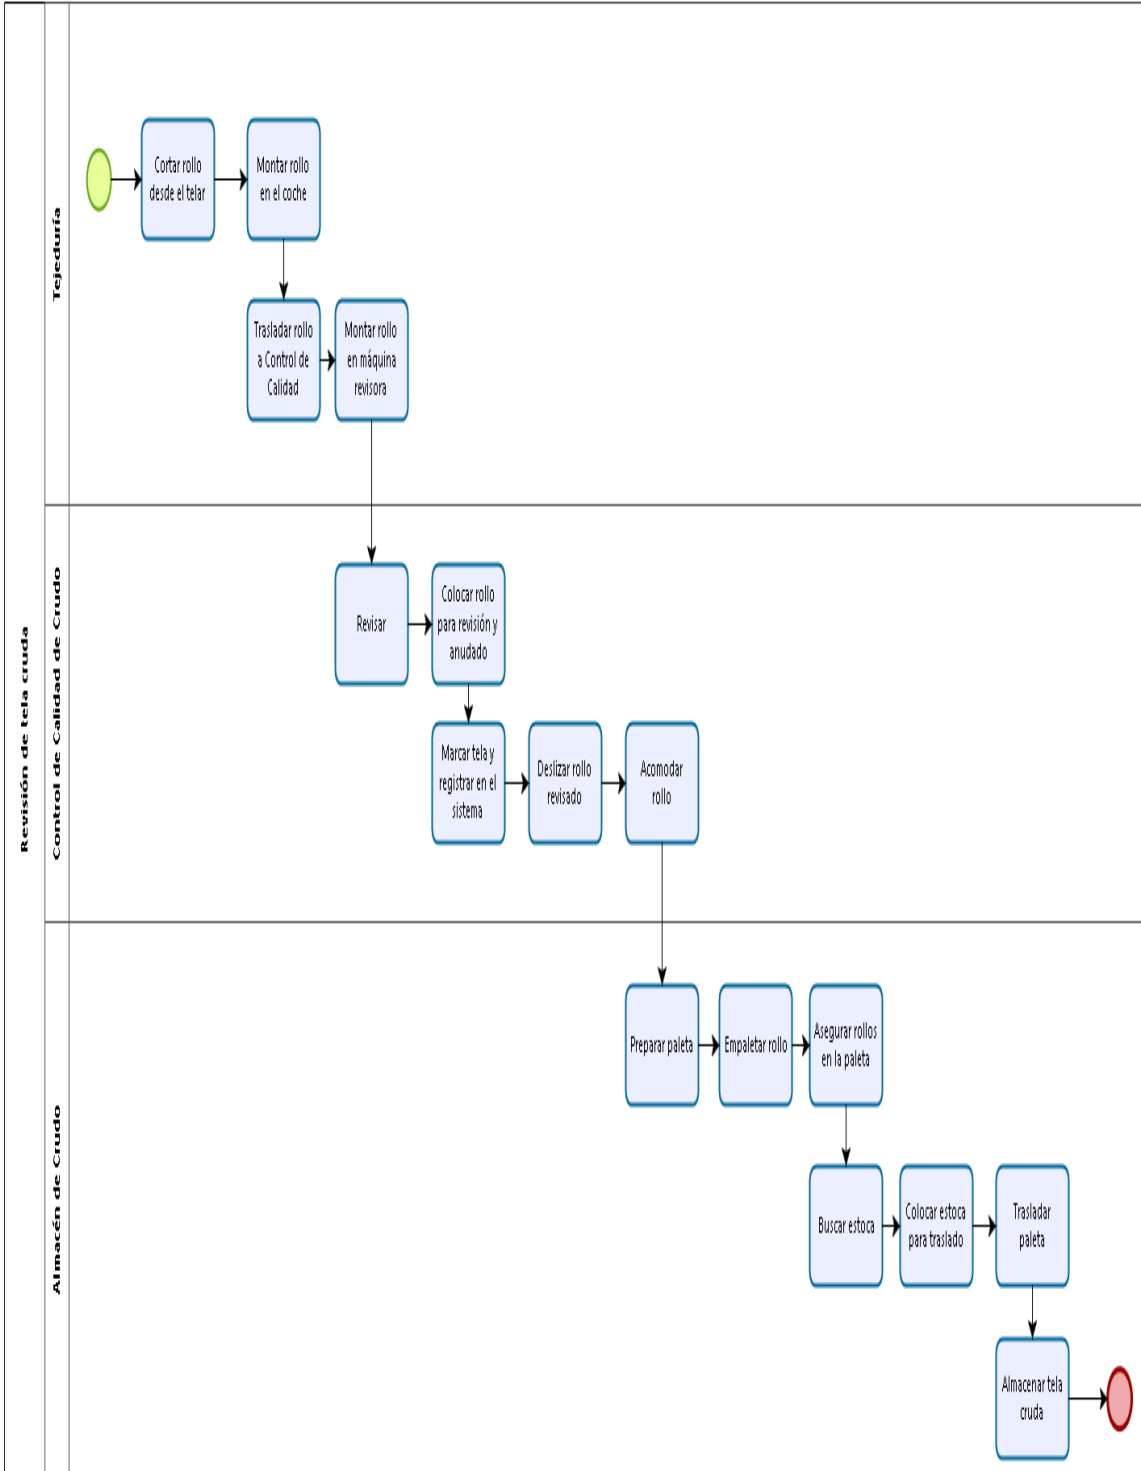 Revisión de tela cruda
Tejeduría
Cortar rollo
desde el telar
Montar rollo
en el coche
Trasladar rollo
a Control de
Calidad
Montar rollo
en máquina
revisora
Control de Calidad de Crudo
Revisar
Colocar rollo
para revisión y
anudado
Marcar tela y
registrar en el
sistema
Deslizar rollo
revisado
Acomodar
rollo
Almacén de Crudo
Preparar paleta
Empaletar rollo
Asegurar rollos
en la paleta
Buscar estoca
Colocar estoca
para traslado
Trasladar
paleta
Almacenar tela
cruda